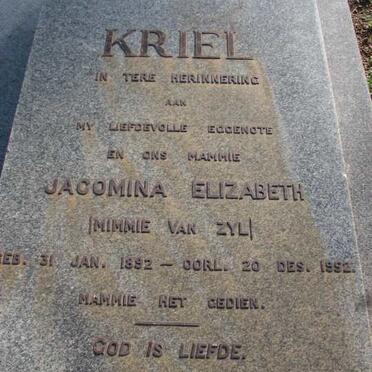 KRIEL
IN TERE HERINNERING
AAN
MY LIEFDEVOLLE EGGENOTE
EN ONS MAMMIE
JACOMINA ELIZABETH
(MIMMIE VAN ZYL)
GEB. 31 JAN. 1892 — OORL. 20 DES. 1952.
MAMMIE HET GEDIEN.
GOD IS LIEFDE.